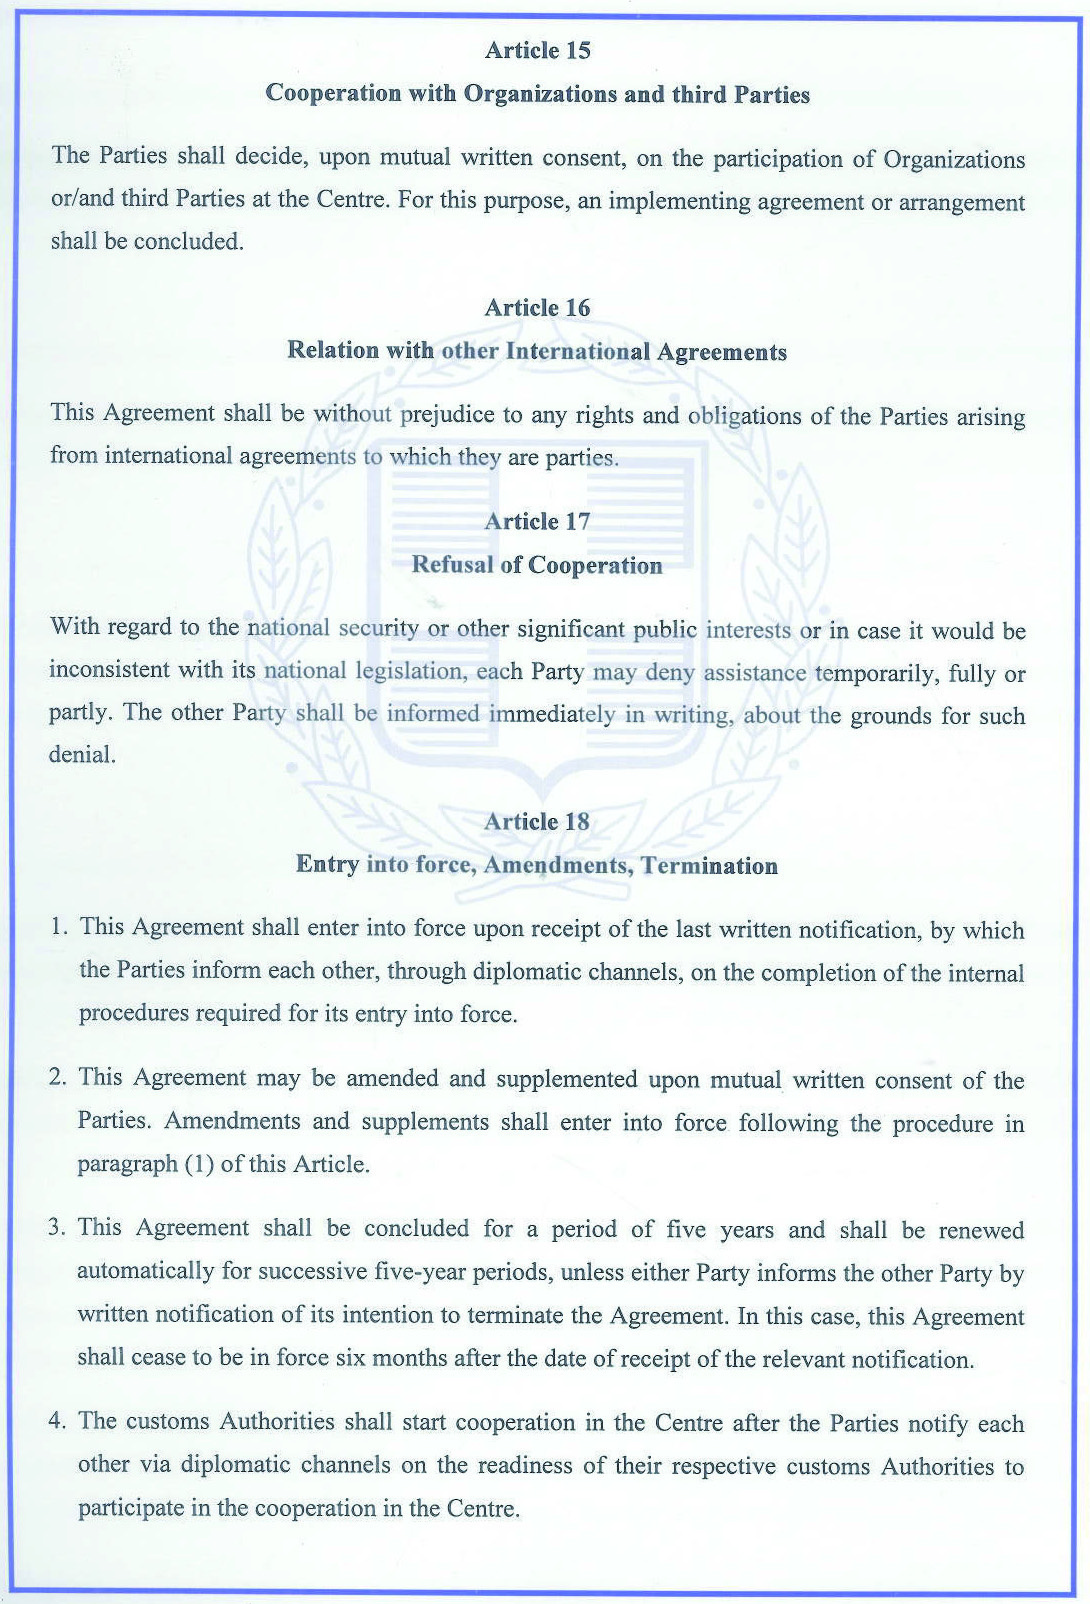 Article 15
Cooperation with Organizations and third Parties
The Parties shall decide, upon mutual written consent, on the participation of Organizations
or/and third Parties at the Centre. For this purpose, an implementing agreement or arrangement
shall be concluded.
Article 16
Relation with other International Agreements
This Agreement shall be without prejudice to any rights and obligations of the Parties arising
from international agreements to which they are parties.
Article 17
Refusal of Cooperation
With regard to the national security or other significant public interests or in case it would be
inconsistent with its national legislation, each Party may deny assistance temporarily, fully or
partly. The other Party shall be informed immediately in writing, about the grounds for such
denial.
Article 18
Entry into force, Amendments, Termination
1. This Agreement shall enter into force upon receipt of the last written notification, by which
the Parties inform each other, through diplomatic channels, on the completion of the internal
procedures required for its entry into force.
2. This Agreement may be amended and supplemented upon mutual written consent of the
Parties. Amendments and supplements shall enter into force following the procedure in
paragraph (1) of this Article.
3. This Agreement shall be concluded for a period of five years and shall be renewed
automatically for successive five-year periods, unless either Party informs the other Party by
written notification of its intention to terminate the Agreement. In this case, this Agreement
shall cease to be in force six months after the date of receipt of the relevant notification.
4. The customs Authorities shall start cooperation in the Centre after the Parties notify each
other via diplomatic channels on the readiness of their respective customs Authorities to
participate in the cooperation in the Centre.